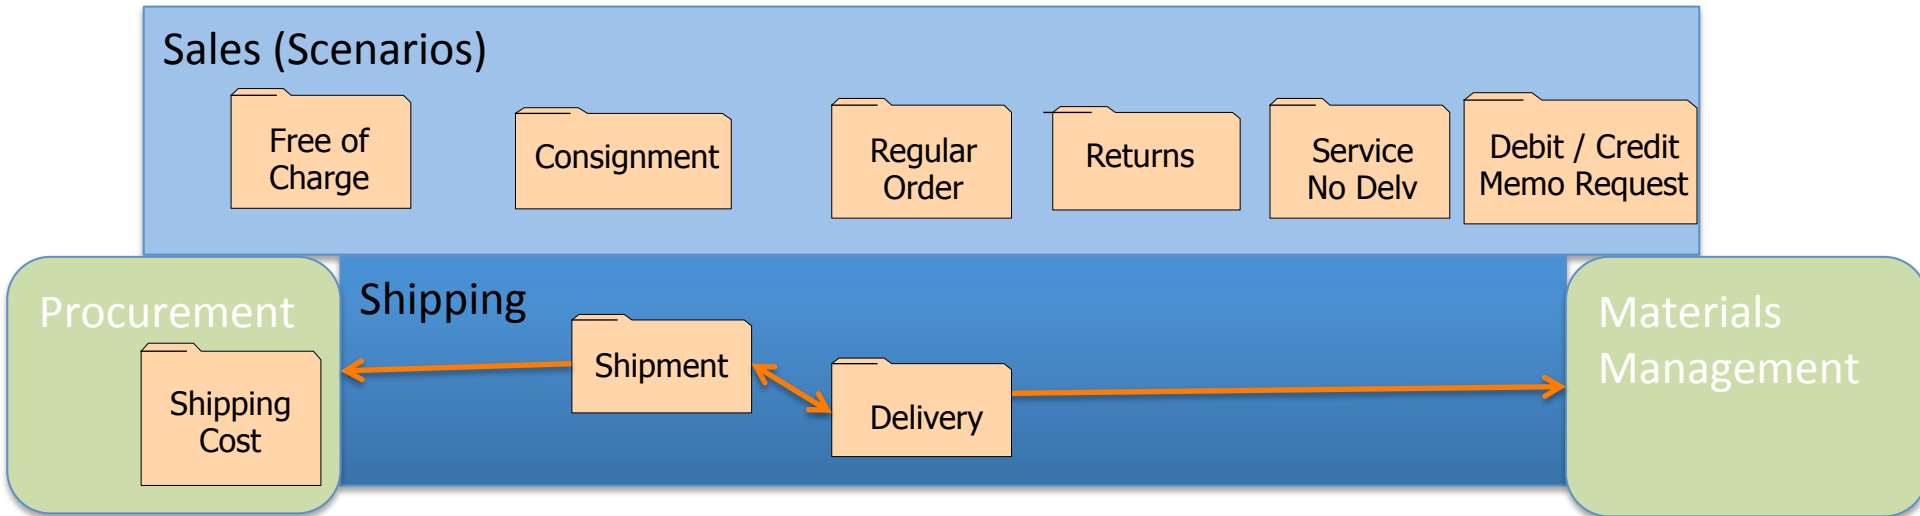 Sales (Scenarios)
Free of
Charge
Consignment
Regular
Order
Returns
Service
No Delv
Debit / Credit
Memo Request
Procurement
Shipping
Cost
Shipping
Shipment
Delivery
Materials
Management